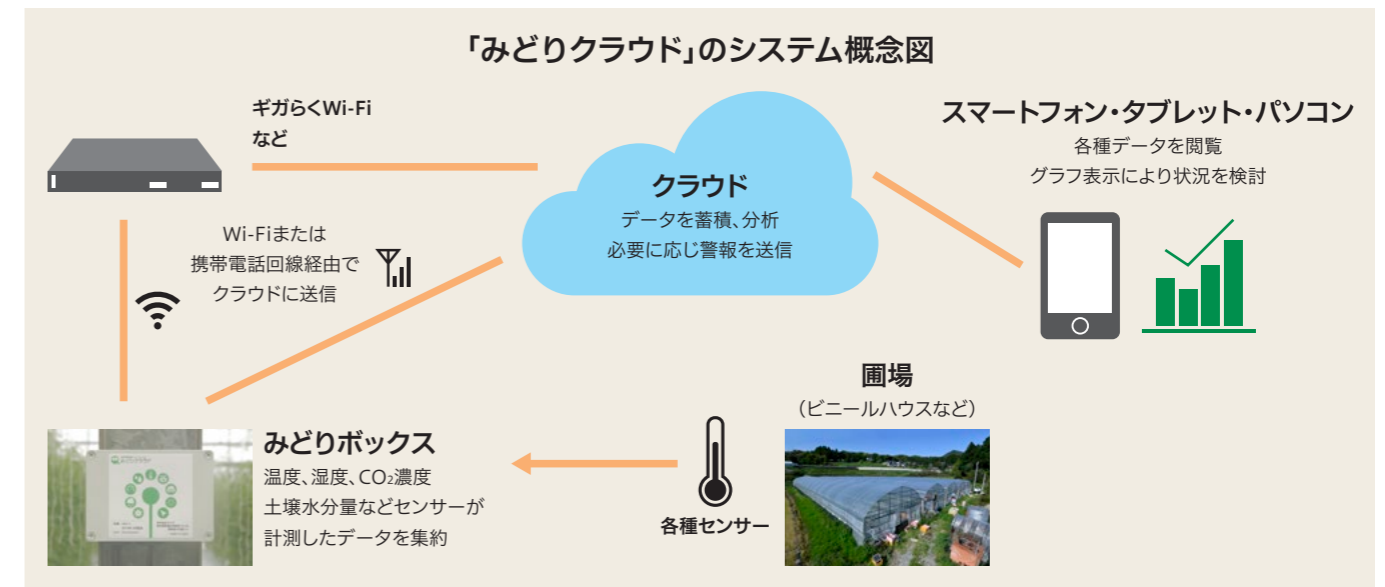 「みどりクラウド」のシステム概念図
ギガらくWi-Fi
など
スマートフォン・タブレット・パソコン
各種データを閲覧
グラフ表示により状況を検討
クラウド
データを蓄積、分析
必要に応じ警報を送信
Wi-Fiまたは
携帯電話回線経由で
クラウドに送信
圃場
（ビニールハウスなど）
みどりボックス
温度、湿度、CO₂濃度
土壌水分量などセンサーが
計測したデータを集約
各種センサー